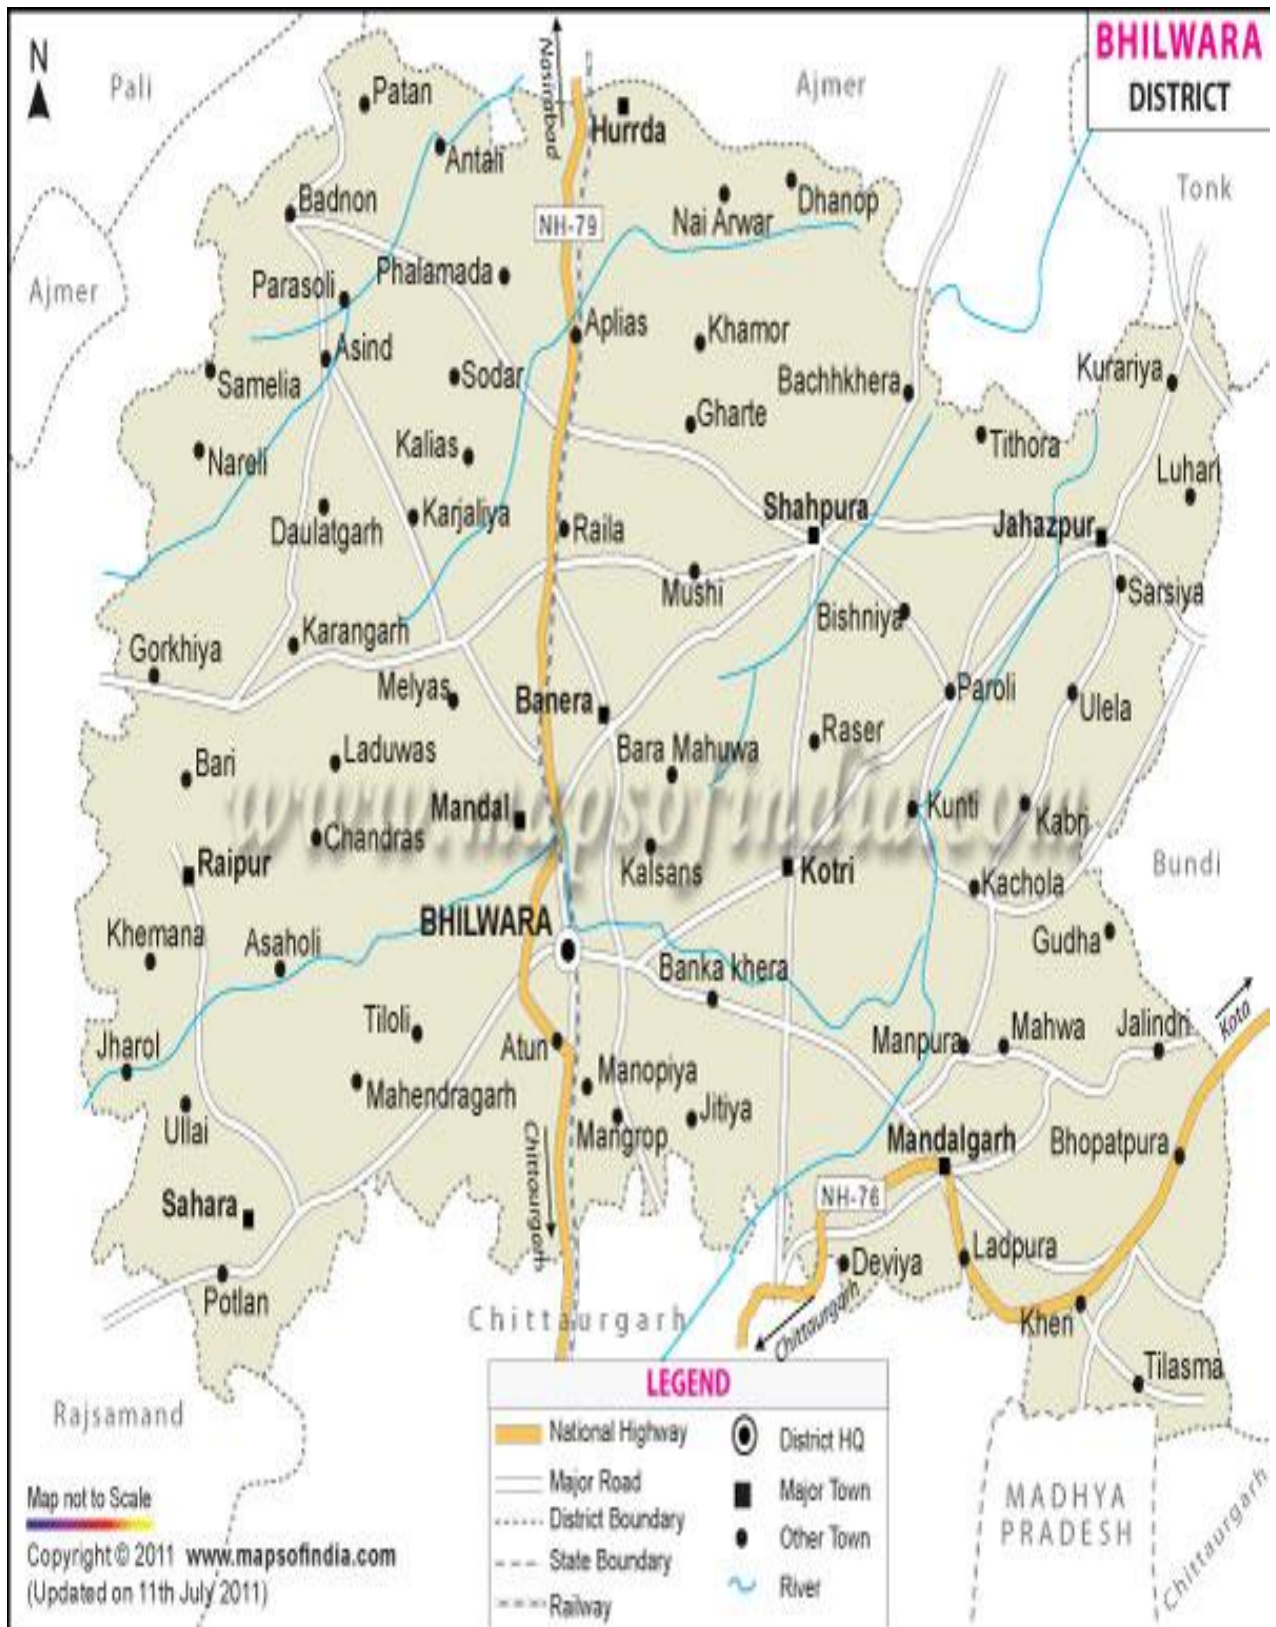 BHILWARA
DISTRICT
N
Pali
Ajmer
Tonk
Ajmer
Nasirabad
Patan
Hurrda
Antali
Badnon
NH-79
Nai Arwar
Dhanop
Parasoli
Phalamada
Asind
Aplias
Khamor
Samelia
Sodar
Bachhkhera
Kurariya
Gharte
Nareli
Kalias
Tithora
Luhari
Daulatgarh
Karjaliya
Raila
Shahpura
Jahazpur
Mushi
Bishniya
Sarsiya
Gorkhiya
Karangarh
Melyas
Banera
Paroli
Ulela
Bari
Laduwas
Bara Mahuwa
Raser
www.mapsofindia.com
Mandal
Kunti
Kabri
Chandras
Raipur
Kalsans
Kotri
Kachola
Bundi
Khemana
Asaholi
BHILWARA
Gudha
Banka khera
Tiloli
Jharol
Atun
Manpura
Mahwa
Jalindri
Kota
Mahendragarh
Manopiya
Ullai
Mangrop
Jitiya
Mandalgarh
Bhopatpura
Chittaurgarh
Sahara
NH-76
Potlan
Deviya
Ladpura
Chittaurgarh
Chittaurgarh
Khen
Tilasma
Rajsamand
MADHYA
PRADESH
Chittaurgarh
LEGEND
National Highway
Major Road
District Boundary
State Boundary
Railway
District HQ
Major Town
Other Town
River
Map not to Scale
Copyright © 2011 www.mapsofindia.com
(Updated on 11th July 2011)